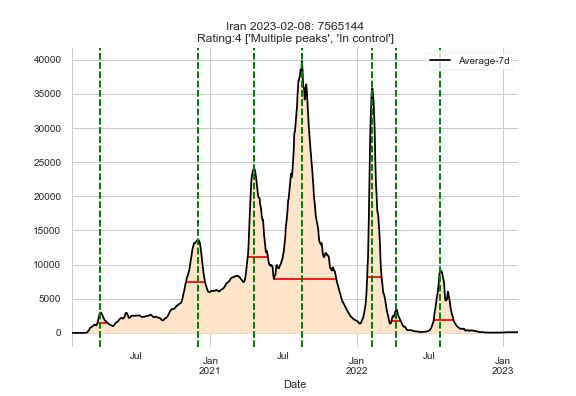 Iran 2023-02-08: 7565144
Rating:4 ['Multiple peaks', 'In control']
Average-7d
40000
35000
30000
25000
20000
15000
10000
5000
0
Jul
Jan
2021
Jul
Jan
2022
Jul
Jan
2023
Date